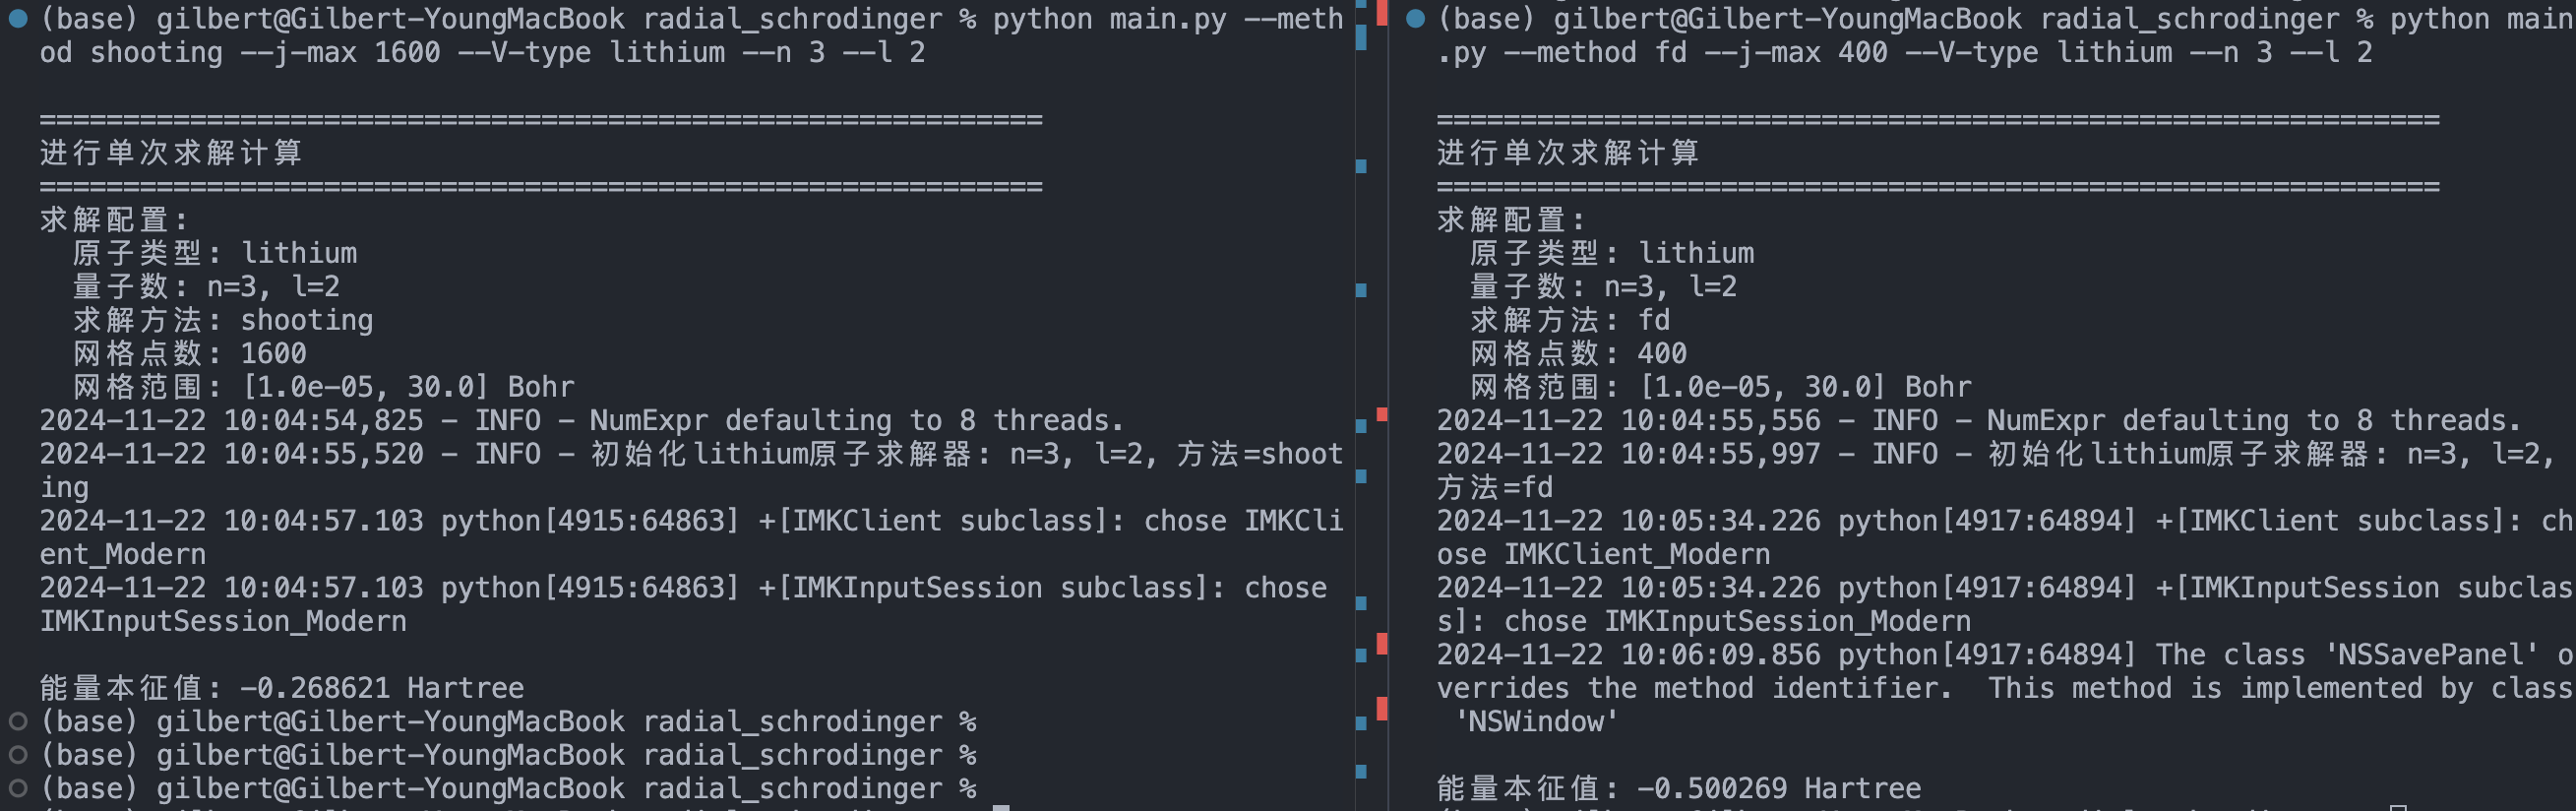 (base) gilbert@Gilbert-YoungMacBook radial_schrodinger % python main.py --meth
od shooting --j-max 1600 --V-type lithium --n 3 --l 2
============================================================
进行单次求解计算
============================================================
求解配置:
原子类型: lithium
量子数: n=3, l=2
求解方法: shooting
网格点数: 1600
网格范围: [1.0e-05, 30.0] Bohr
2024-11-22 10:04:54,825 - INFO - NumExpr defaulting to 8 threads.
2024-11-22 10:04:55,520 - INFO - 初始化lithium原子求解器: n=3, l=2, 方法=shoot
ing
2024-11-22 10:04:57.103 python[4915:64863] +[IMKClient subclass]: chose IMKCli
ent_Modern
2024-11-22 10:04:57.103 python[4915:64863] +[IMKInputSession subclass]: chose
IMKInputSession_Modern
能量本征值: -0.268621 Hartree
(base) gilbert@Gilbert-YoungMacBook radial_schrodinger %
(base) gilbert@Gilbert-YoungMacBook radial_schrodinger %
(base) gilbert@Gilbert-YoungMacBook radial_schrodinger %
(base) gilbert@Gilbert-YoungMacBook radial_schrodinger % python main
.py --method fd --j-max 400 --V-type lithium --n 3 --l 2
============================================================
进行单次求解计算
============================================================
求解配置:
原子类型: lithium
量子数: n=3, l=2
求解方法: fd
网格点数: 400
网格范围: [1.0e-05, 30.0] Bohr
2024-11-22 10:04:55,556 - INFO - NumExpr defaulting to 8 threads.
2024-11-22 10:04:55,997 - INFO - 初始化lithium原子求解器: n=3, l=2,
方法=fd
2024-11-22 10:05:34.226 python[4917:64894] +[IMKClient subclass]: ch
ose IMKClient_Modern
2024-11-22 10:05:34.226 python[4917:64894] +[IMKInputSession subclas
s]: chose IMKInputSession_Modern
2024-11-22 10:06:09.856 python[4917:64894] The class 'NSSavePanel' o
verrides the method identifier.  This method is implemented by class
'NSWindow'
能量本征值: -0.500269 Hartree